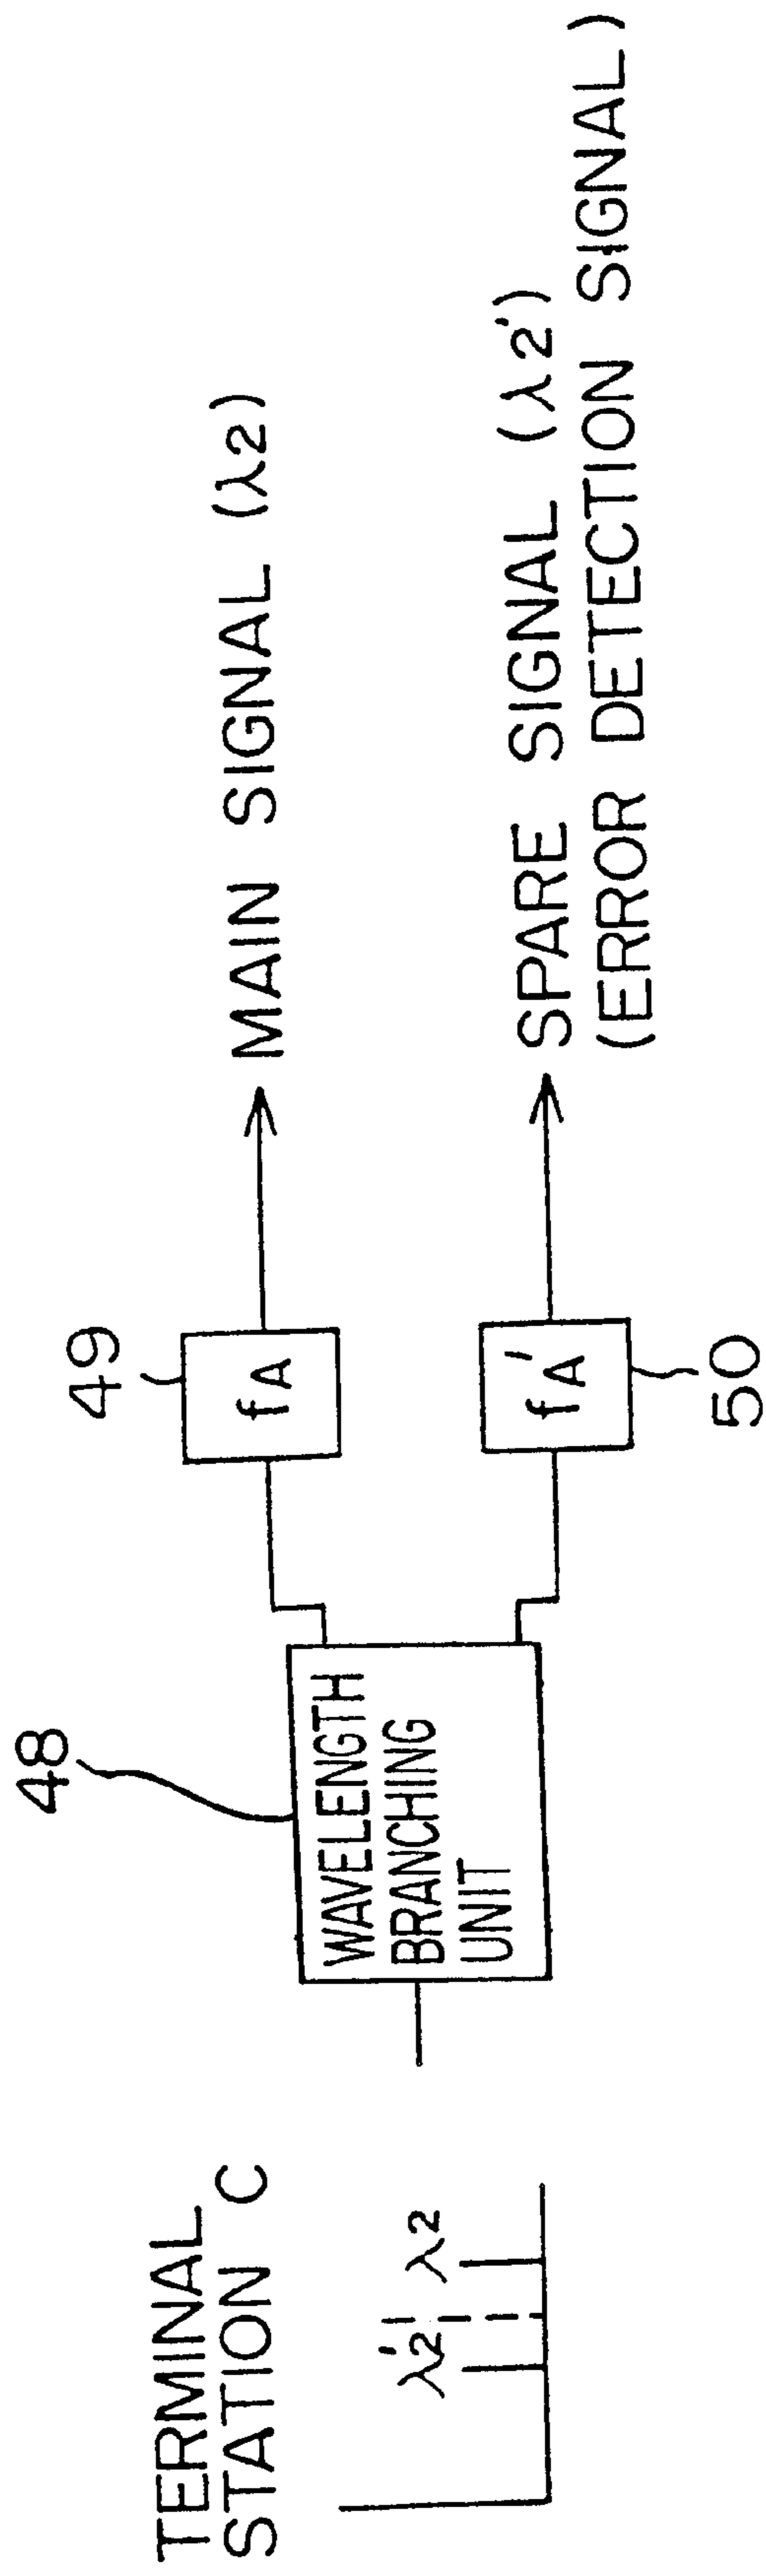 TERMINAL
STATION C
λ2'
λ2
48
WAVELENGTH
BRANCHING
UNIT
49
fA
MAIN SIGNAL (λ2)
fA'
50
SPARE SIGNAL (λ2')
(ERROR DETECTION SIGNAL)